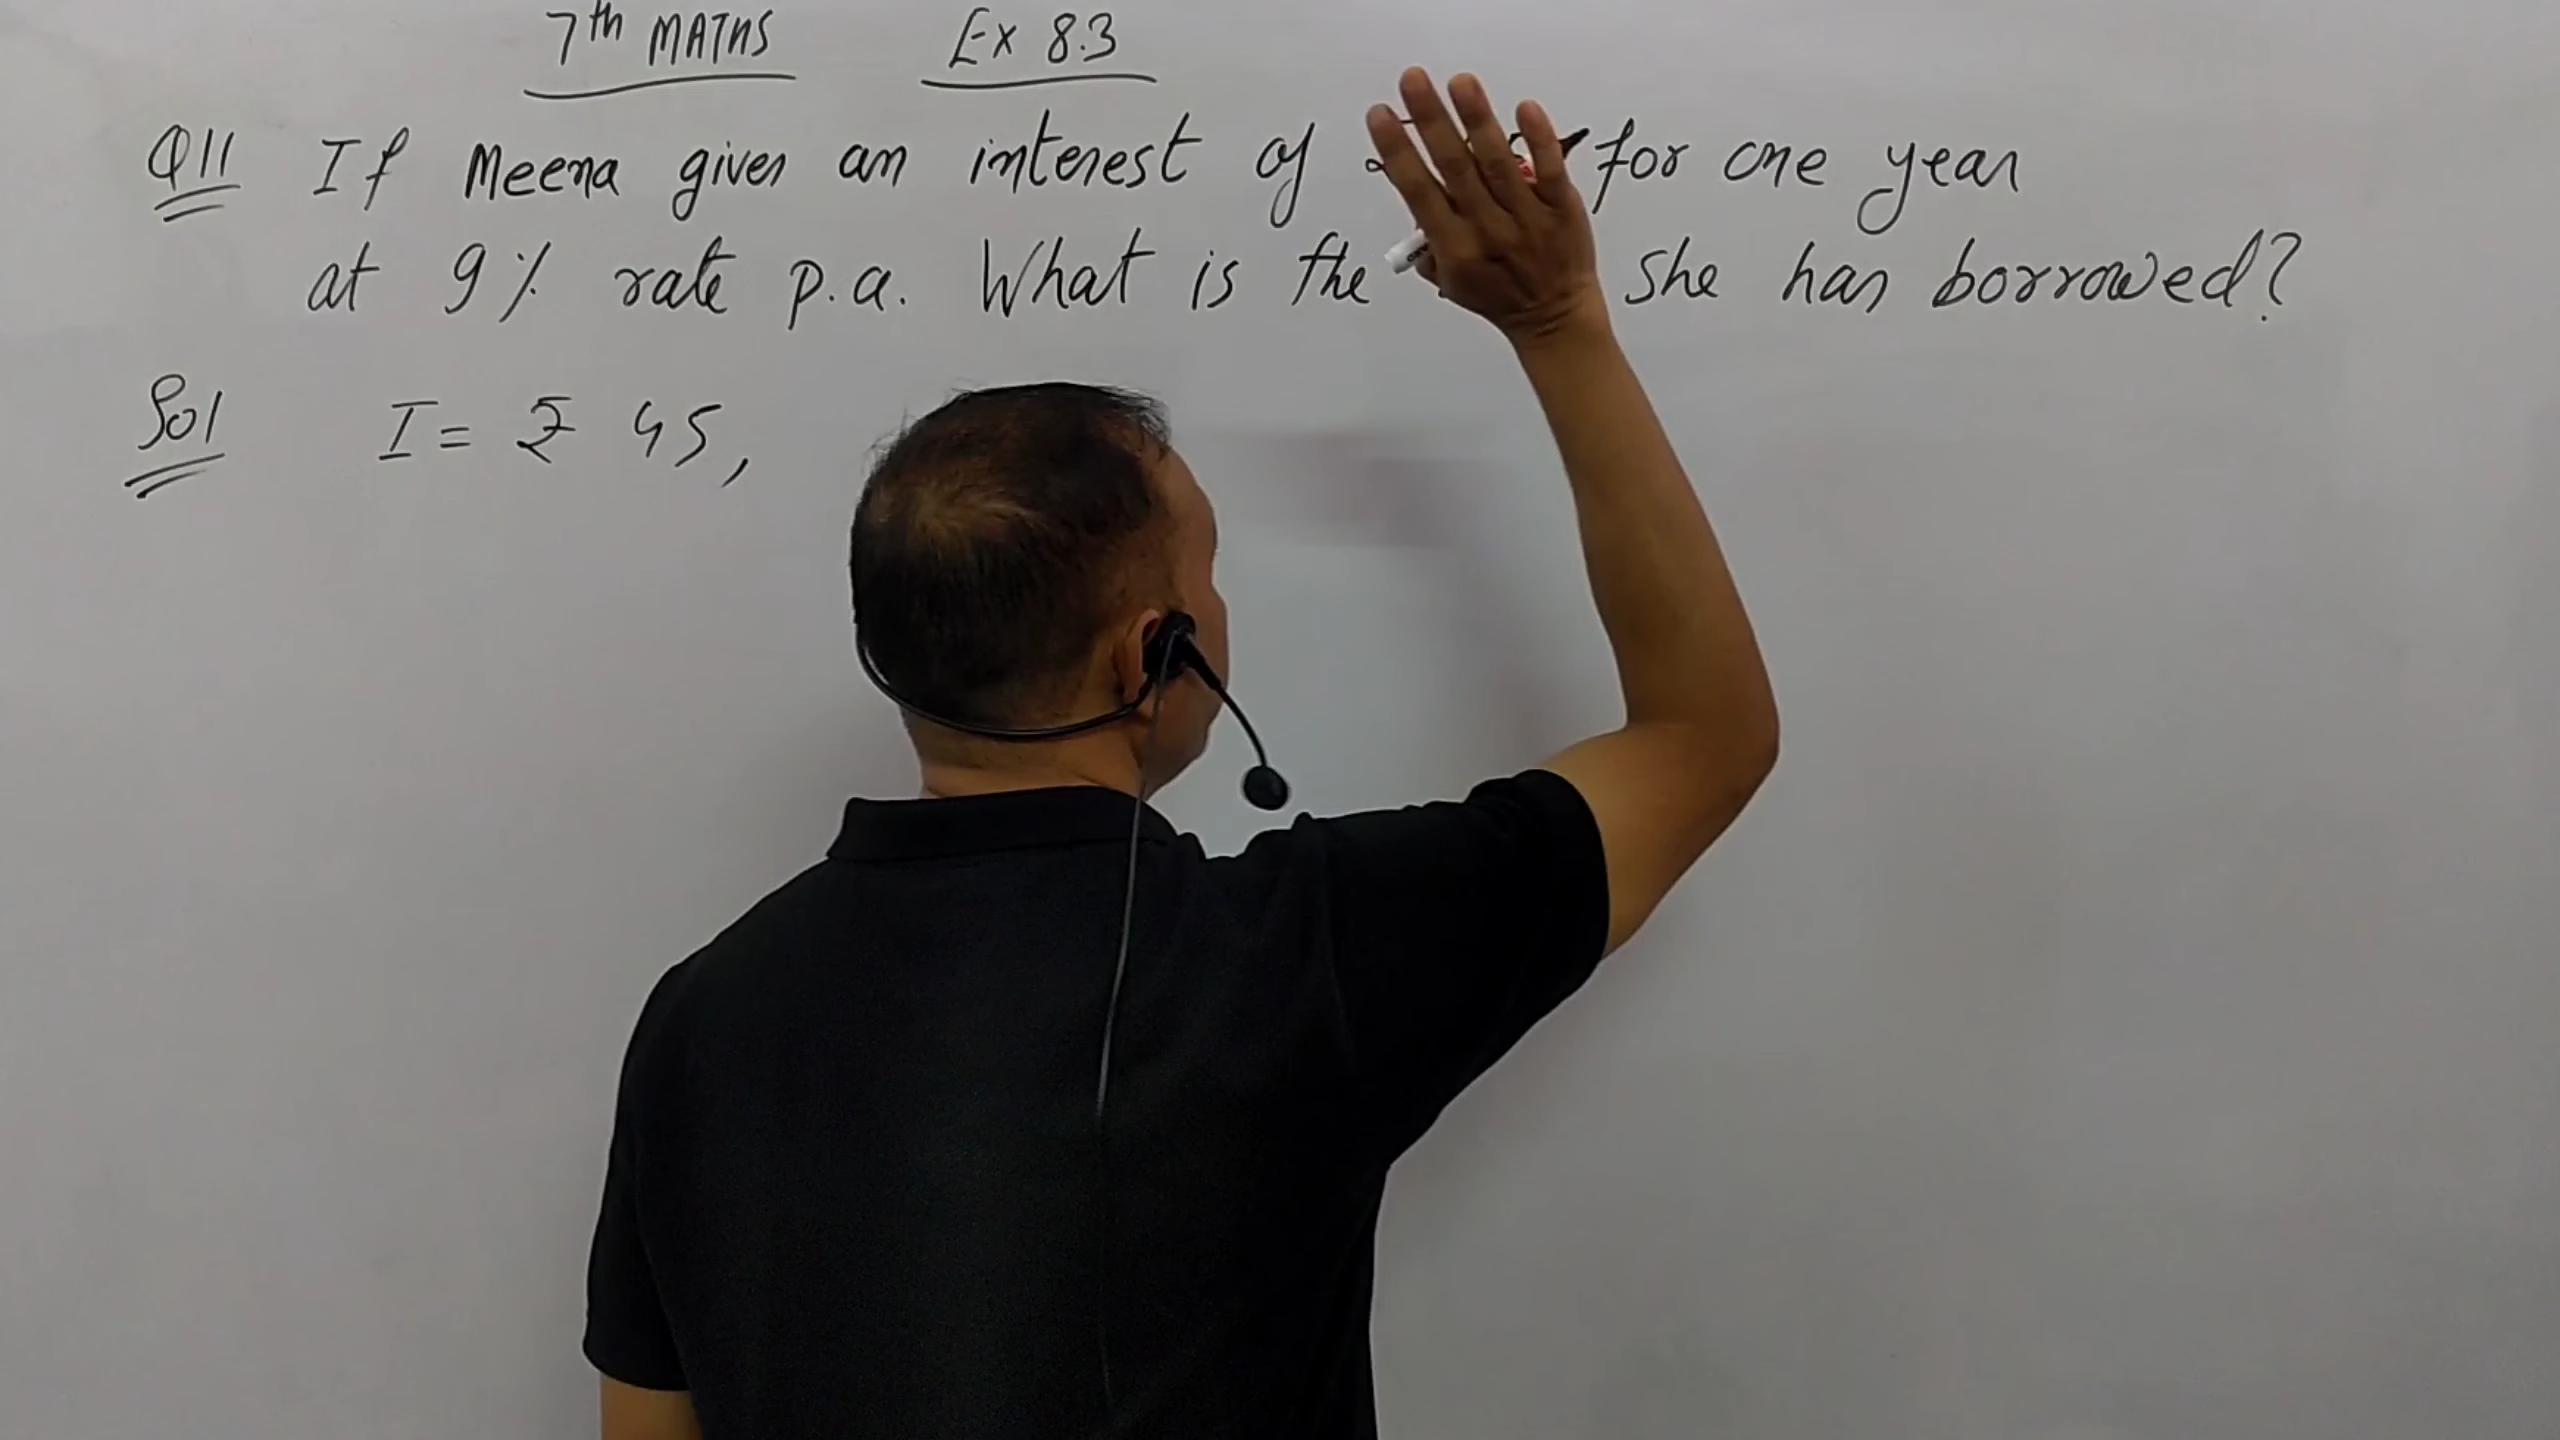 7th MATHS Ex 8.3
Q11 If Meena gives an interest of for one year
at 9% rate p.a. What is the she has borrowed?
Sol I = ₹ 45,